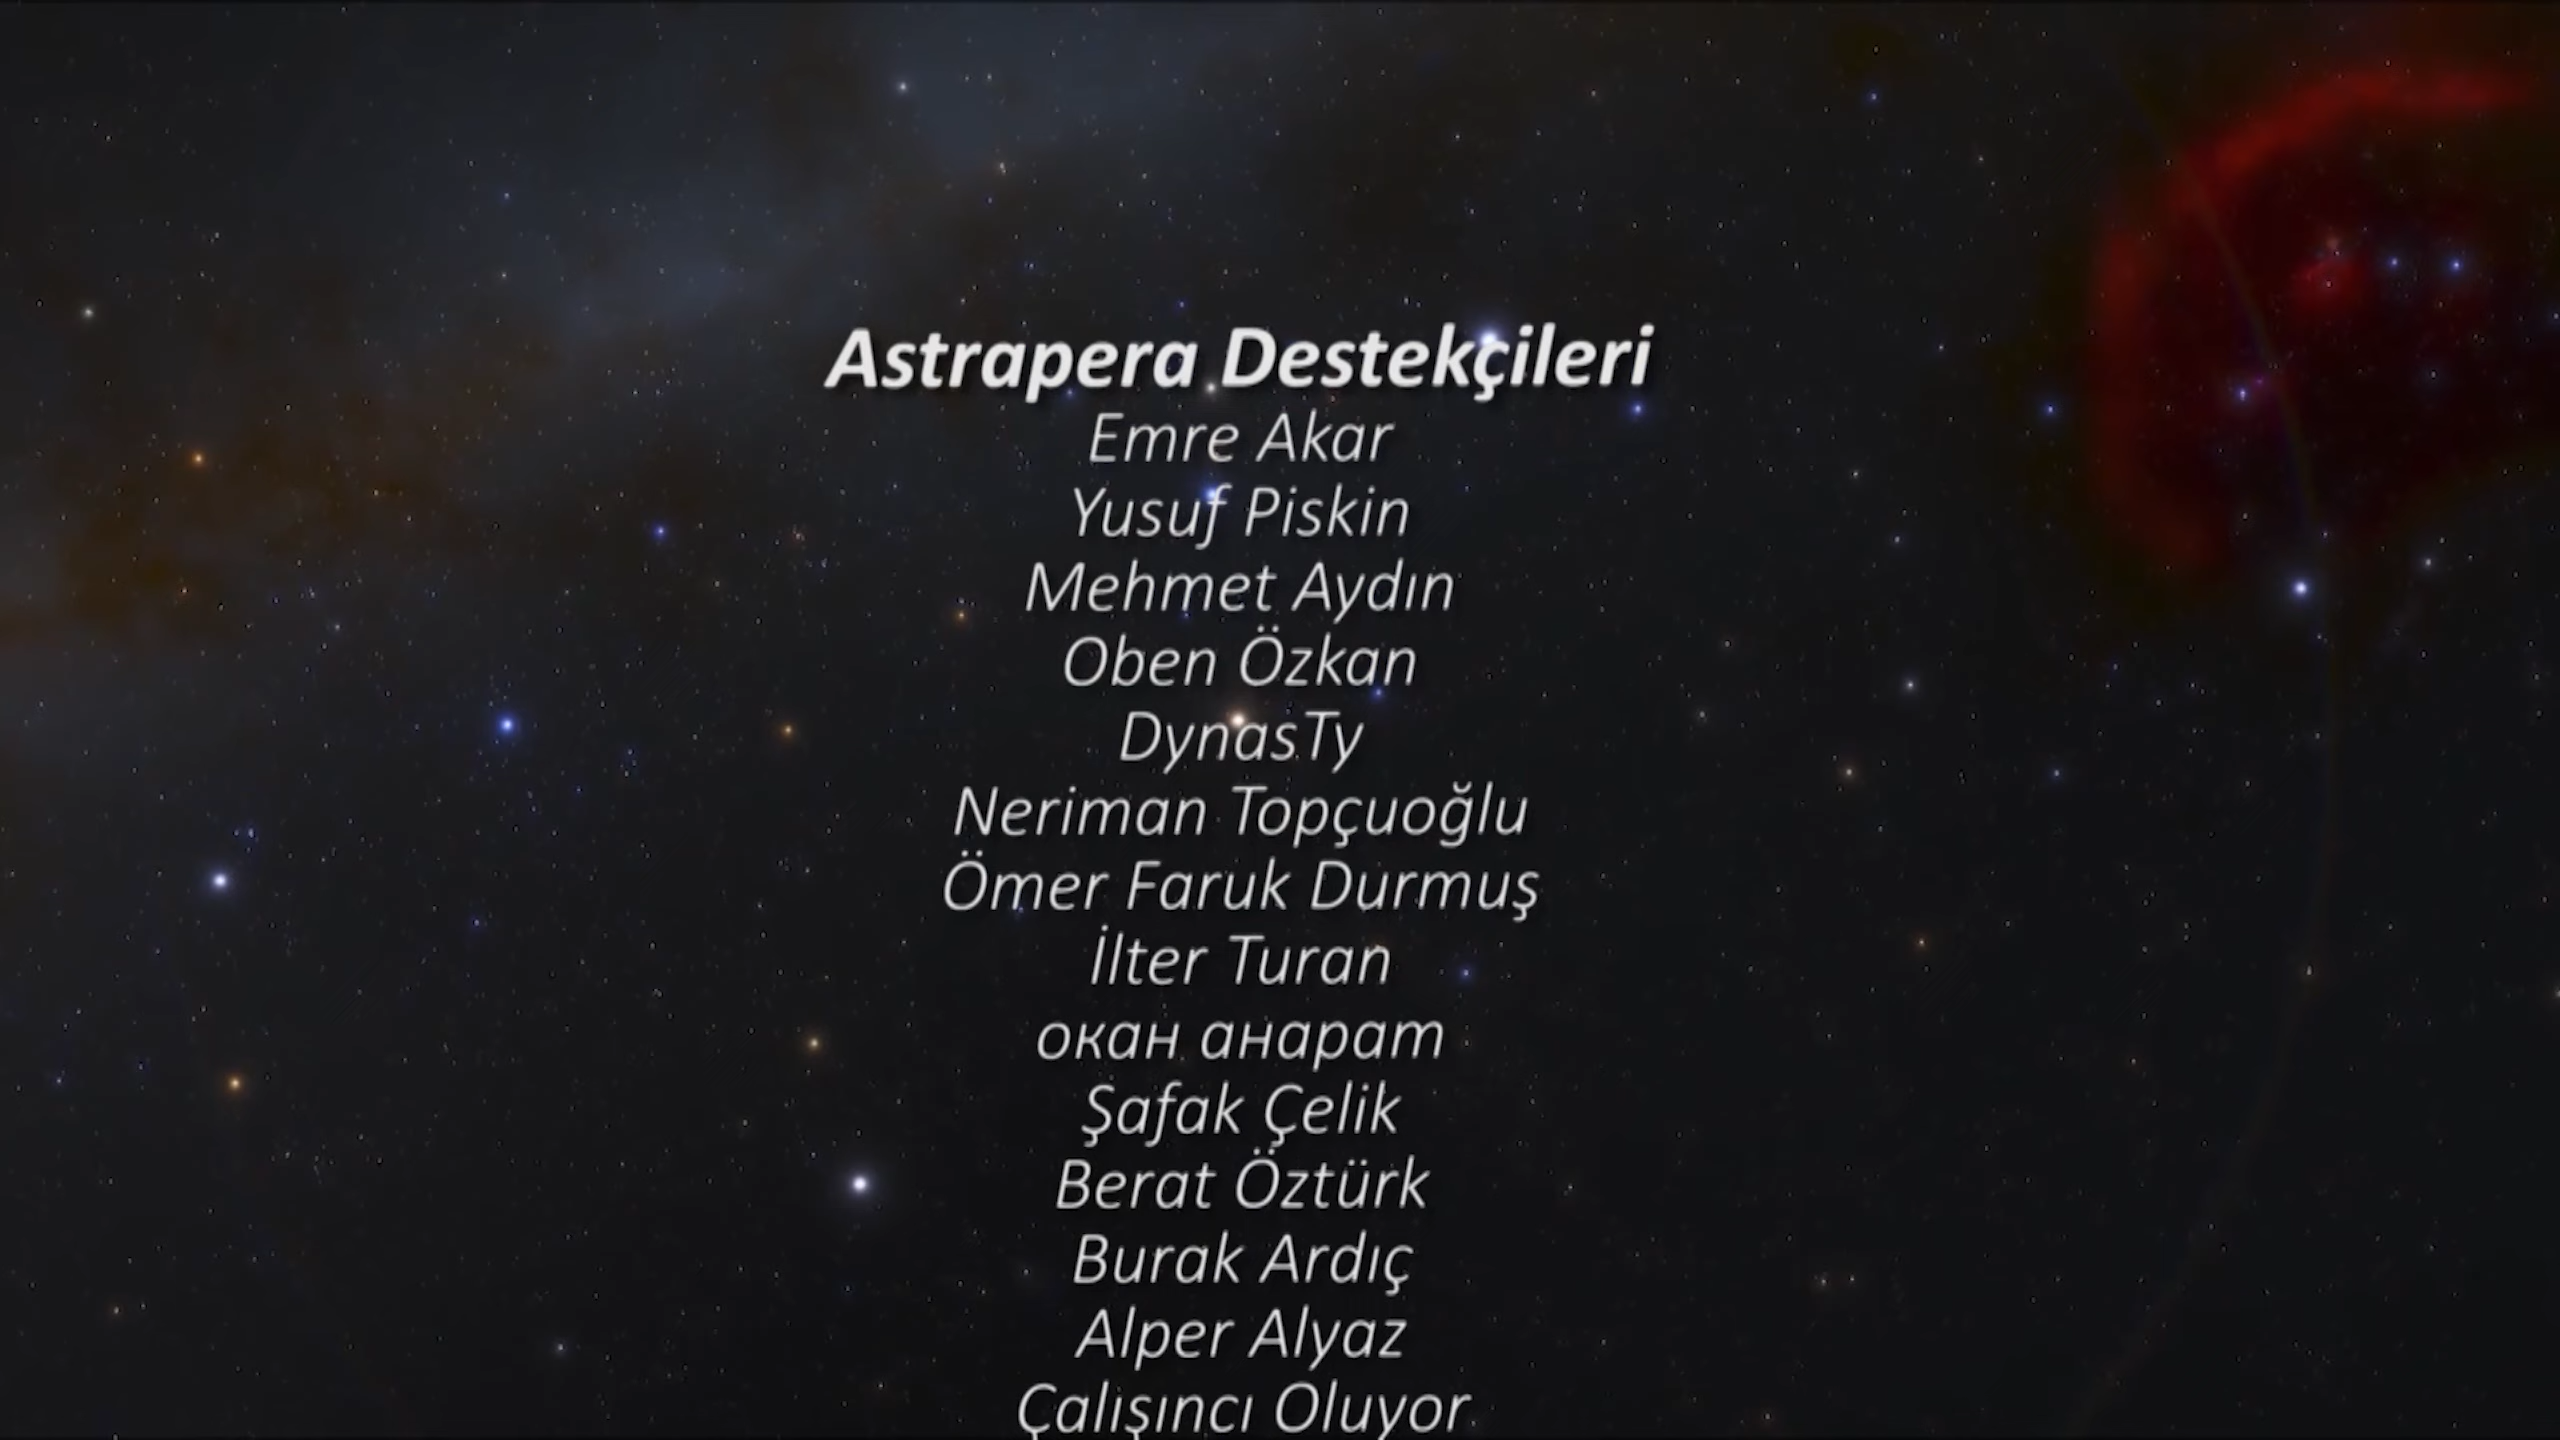 Astrapera Destekçileri
Emre Akar
Yusuf Piskin
Mehmet Aydın
Oben Özkan
DynasTy
Neriman Topçuoğlu
Ömer Faruk Durmuş
İlter Turan
окан анарат
Şafak Çelik
Berat Öztürk
Burak Ardıç
Alper Alyaz
Çalışıncı Oluyor